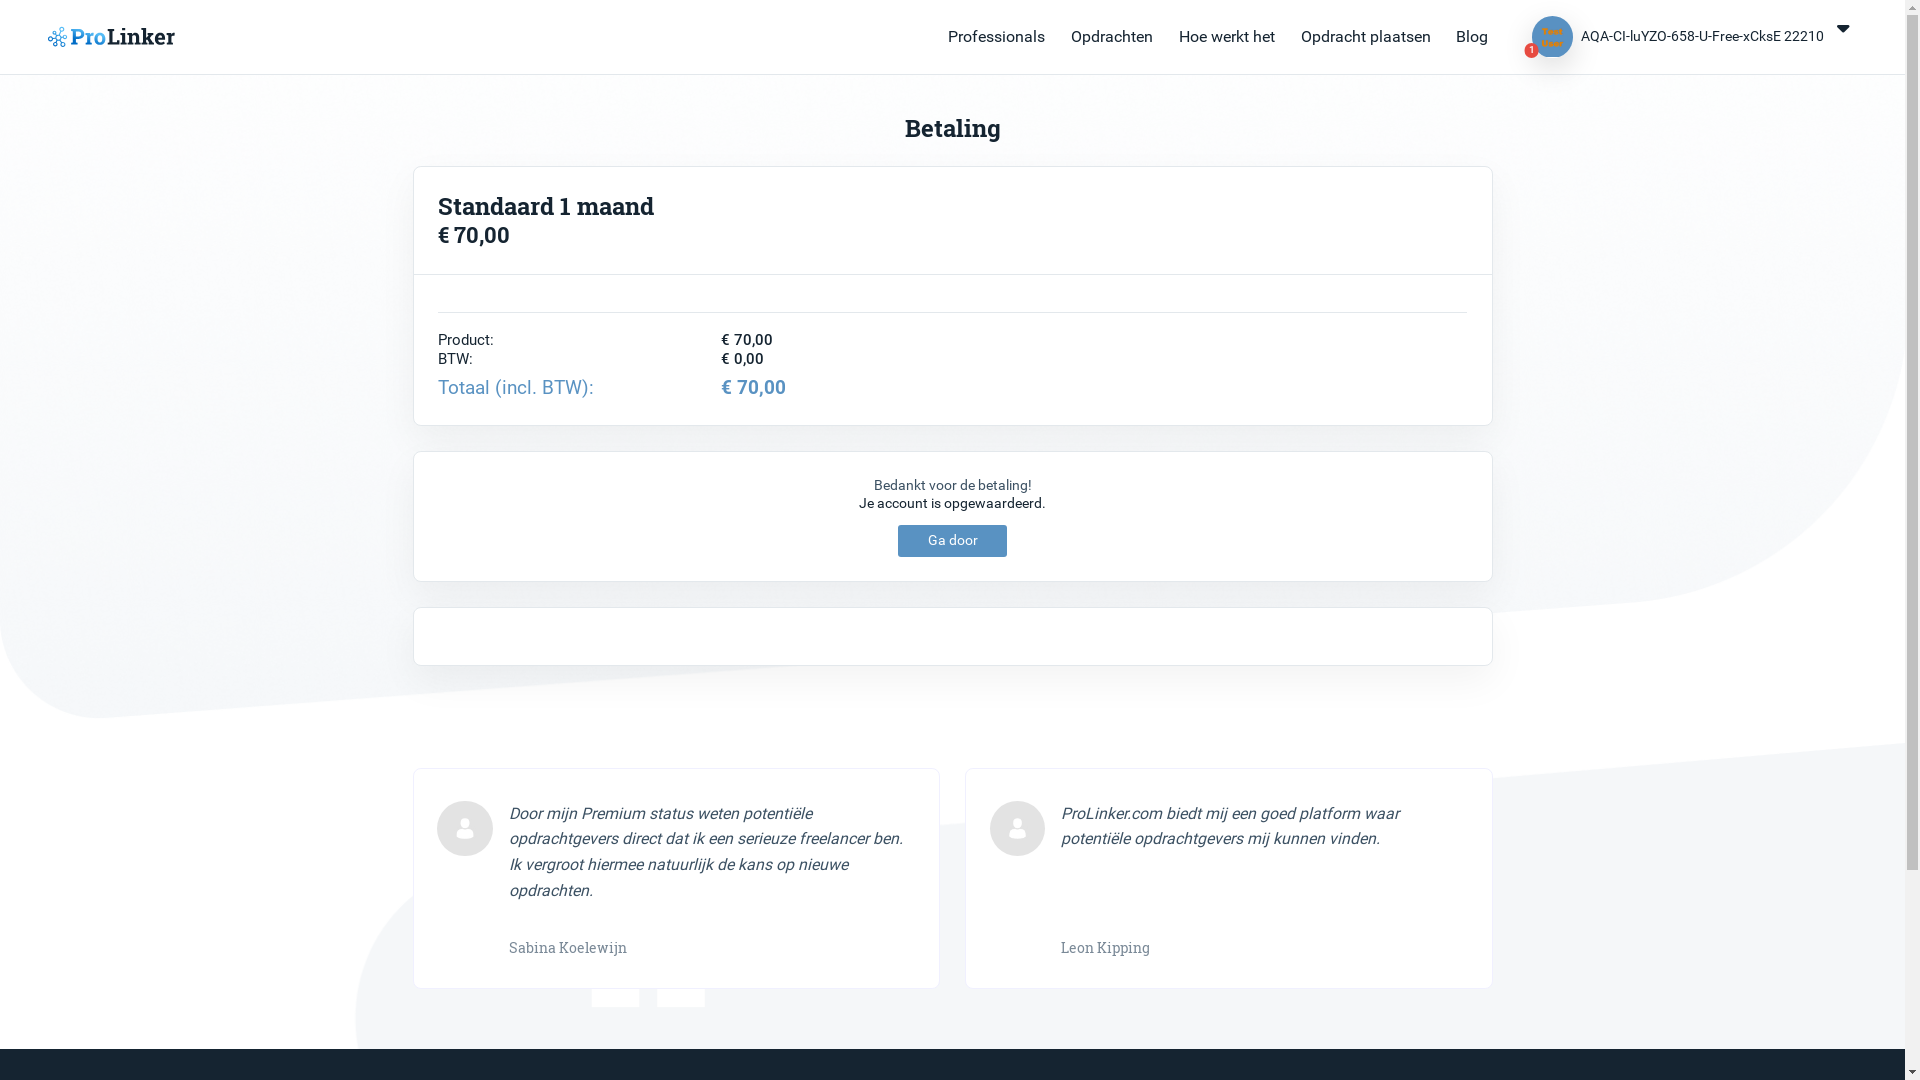 ProLinker
Professionals
Opdrachten
Hoe werkt het
Opdracht plaatsen
Blog
1
Test
User
AQA-CI-luYZO-658-U-Free-xCksE 22210
Betaling
Standaard 1 maand
€ 70,00
Product: € 70,00
BTW: € 0,00
Totaal (incl. BTW): € 70,00
Bedankt voor de betaling!
Je account is opgewaardeerd.
Ga door
Door mijn Premium status weten potentiële
opdrachtgevers direct dat ik een serieuze freelancer ben.
Ik vergroot hiermee natuurlijk de kans op nieuwe
opdrachten.
Sabina Koelewijn
ProLinker.com biedt mij een goed platform waar
potentiële opdrachtgevers mij kunnen vinden.
Leon Kipping